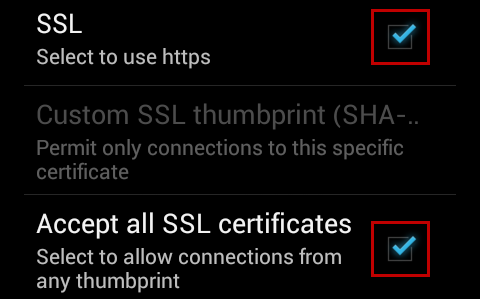 SSL
Select to use https
Custom SSL thumbprint (SHA-..
Permit only connections to this specific
certificate
Accept all SSL certificates
Select to allow connections from
any thumbprint